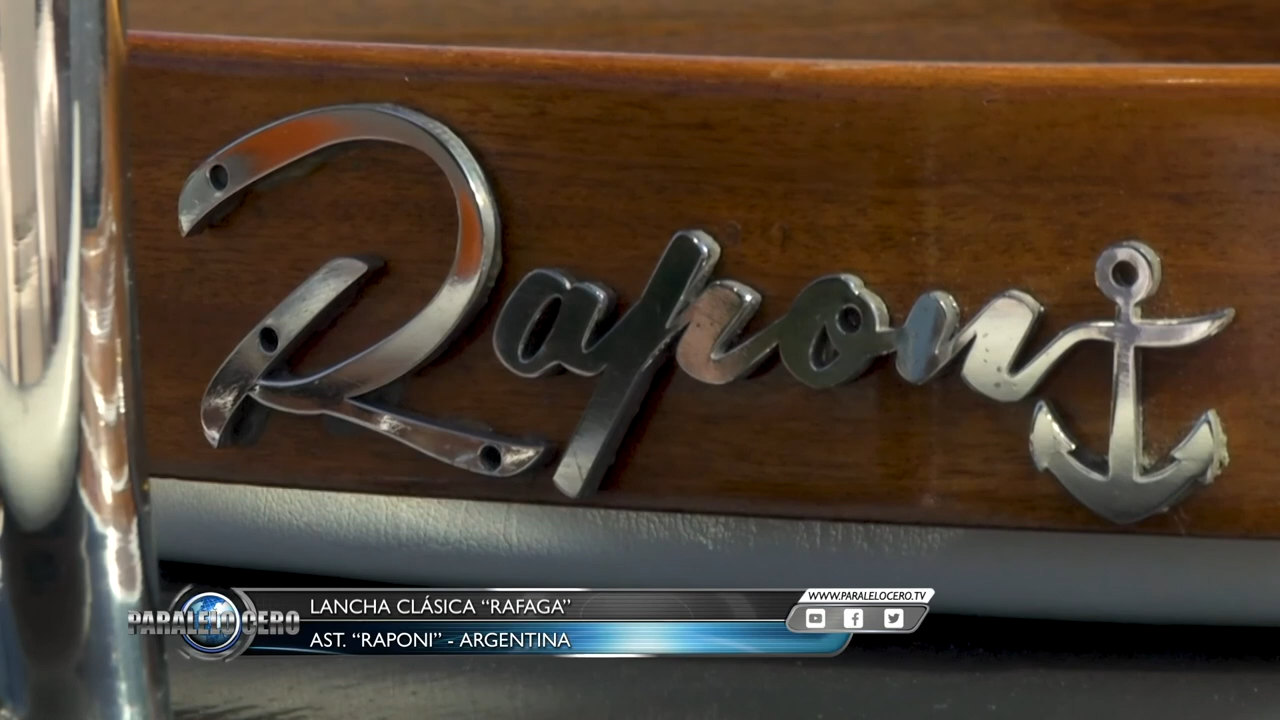 Raponi
PARALELO CERO
LANCHA CLÁSICA “RAFAGA”
AST. “RAPONI” - ARGENTINA
WWW.PARALELOCERO.TV